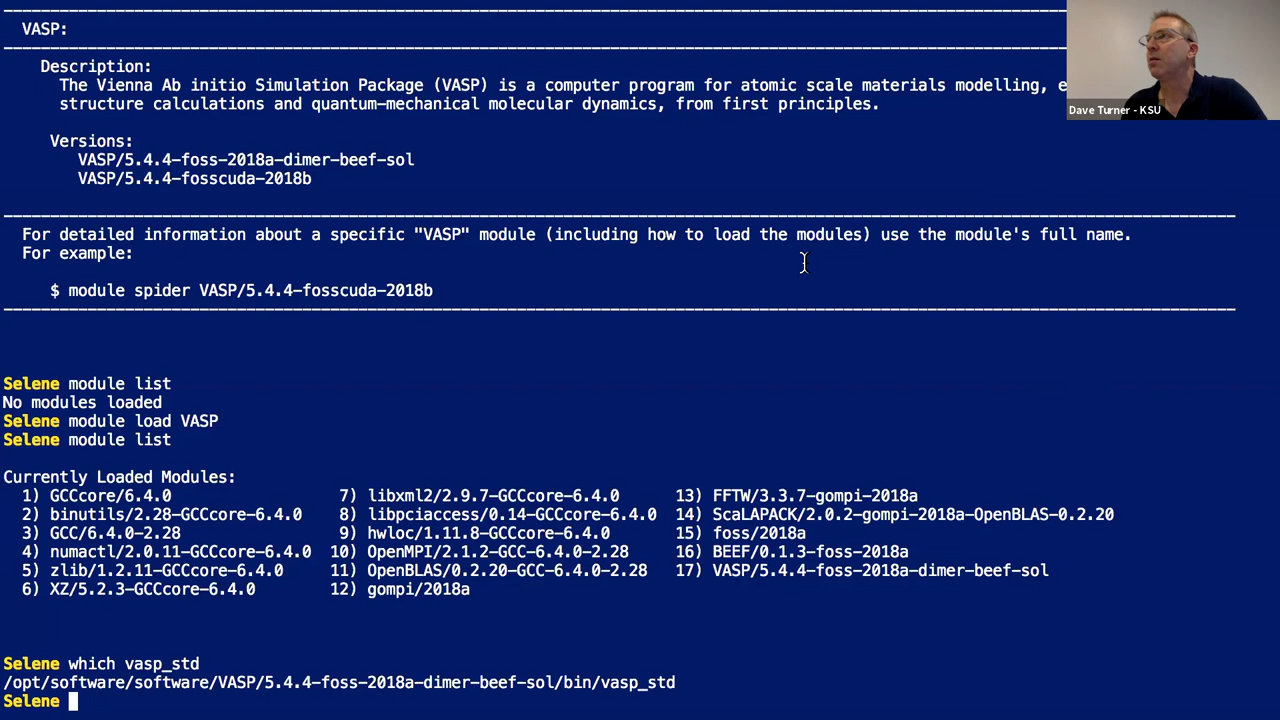 VASP:
Description:
The Vienna Ab initio Simulation Package (VASP) is a computer program for atomic scale materials modelling, e
structure calculations and quantum-mechanical molecular dynamics, from first principles.
Versions:
VASP/5.4.4-foss-2018a-dimer-beef-sol
VASP/5.4.4-fosscuda-2018b
For detailed information about a specific "VASP" module (including how to load the modules) use the module's full name.
For example:
$ module spider VASP/5.4.4-fosscuda-2018b
Selene module list
No modules loaded
Selene module load VASP
Selene module list
Currently Loaded Modules:
1) GCCcore/6.4.0 7) libxml2/2.9.7-GCCcore-6.4.0 13) FFTW/3.3.7-gompi-2018a
2) binutils/2.28-GCCcore-6.4.0 8) libpciaccess/0.14-GCCcore-6.4.0 14) ScaLAPACK/2.0.2-gompi-2018a-OpenBLAS-0.2.20
3) GCC/6.4.0-2.28 9) hwloc/1.11.8-GCCcore-6.4.0 15) foss/2018a
4) numactl/2.0.11-GCCcore-6.4.0 10) OpenMPI/2.1.2-GCC-6.4.0-2.28 16) BEEF/0.1.3-foss-2018a
5) zlib/1.2.11-GCCcore-6.4.0 11) OpenBLAS/0.2.20-GCC-6.4.0-2.28 17) VASP/5.4.4-foss-2018a-dimer-beef-sol
6) XZ/5.2.3-GCCcore-6.4.0 12) gompi/2018a
Selene which vasp_std
/opt/software/software/VASP/5.4.4-foss-2018a-dimer-beef-sol/bin/vasp_std
Selene
Dave Turner - KSU